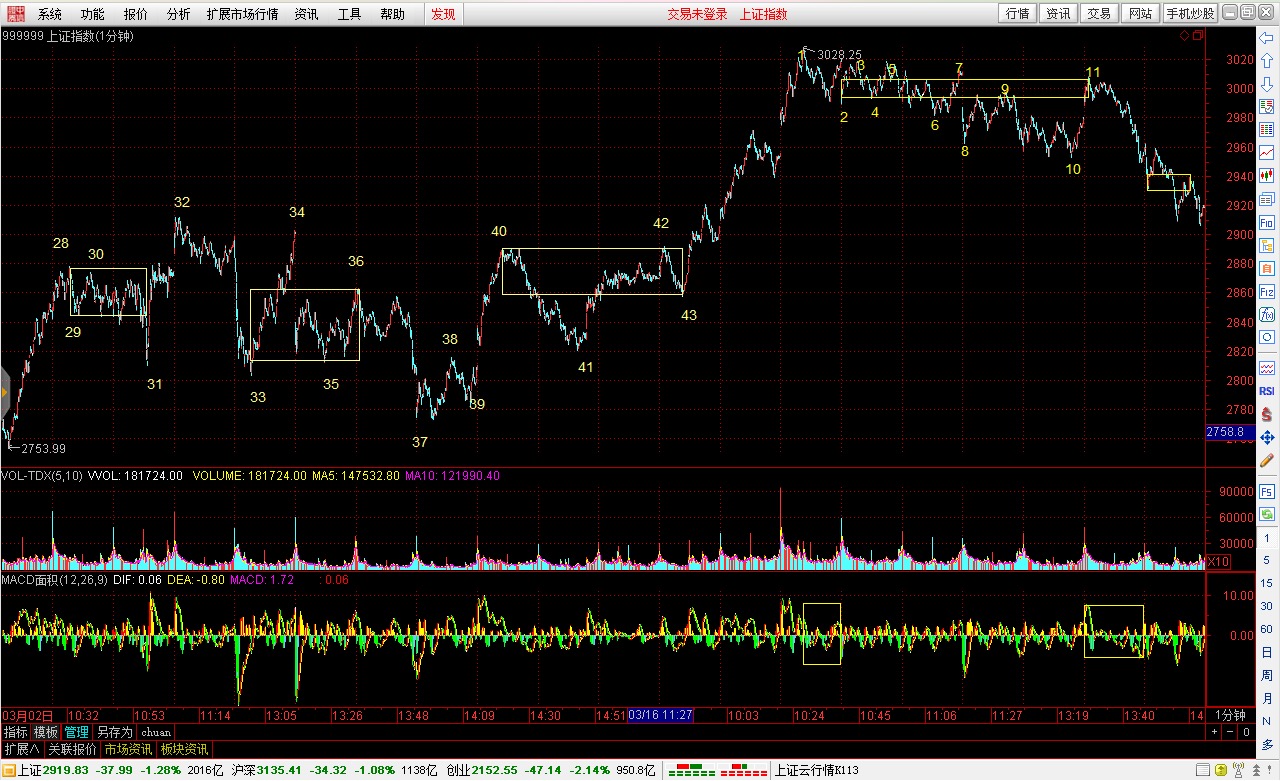 系统 功能 报价 分析 扩展市场行情 资讯 工具 帮助 发现 交易未登录 上证指数 行情 资讯 交易 网站 手机炒股
999999 上证指数(1分钟)
3028.25
1 2 3 4 5 6 7 8 9 10 11
28 29 30 31 32 33 34 35 36 37 38 39 40 41 42 43
2753.99
3020
3000
2980
2960
2940
2920
2900
2880
2860
2840
2820
2800
2780
2758.8
VOL-TDX(5,10) VVOL: 181724.00 VOLUME: 181724.00 MA5: 147532.80 MA10: 121990.40
90000
60000
30000
X10
MACD面积(12,26,9) DIF: 0.06 DEA: -0.80 MACD: 1.72 : 0.06
10.00
0.00
03月02日 10:32 10:53 11:14 13:05 13:26 13:48 14:09 14:30 14:51 03/16 11:27 10:03 10:24 10:45 11:06 11:27 13:19 13:40 14 1分钟
指标 模板 管理 另存为 chuan + - 0
扩展∧ 关联报价 市场资讯 板块资讯
上证2919.83 -37.99 -1.28% 2016亿 沪深3135.41 -34.32 -1.08% 1138亿 创业2152.55 -47.14 -2.14% 950.8亿 上证云行情K113
F10
F12
RSI
F5
1
5
15
30
60
日
周
月
N
多